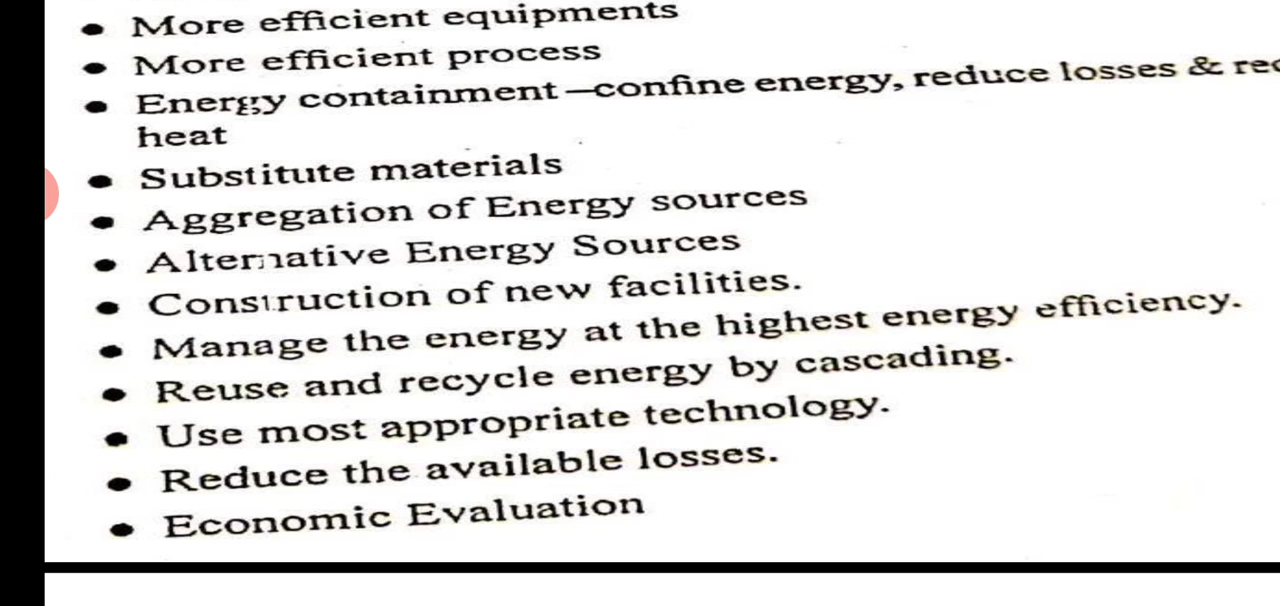 • More efficient equipments
• More efficient process
• Energy containment —confine energy, reduce losses &
heat
• Substitute materials
• Aggregation of Energy sources
• Alternative Energy Sources
• Construction of new facilities.
• Manage the energy at the highest energy efficiency.
• Reuse and recycle energy by cascading.
• Use most appropriate technology.
• Reduce the available losses.
• Economic Evaluation